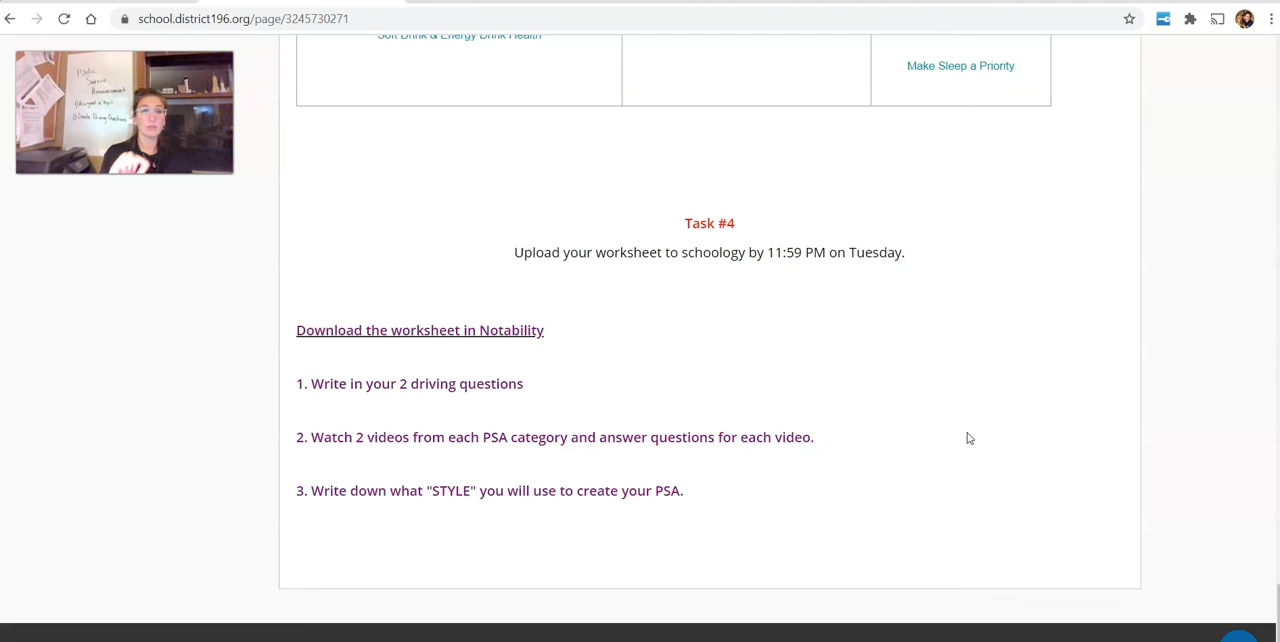 school.district196.org/page/3245730271
Soft Drink & Energy Drink Health
Make Sleep a Priority
Public
Service
Announcement
Task #4
Upload your worksheet to schoology by 11:59 PM on Tuesday.
Download the worksheet in Notability
1. Write in your 2 driving questions
2. Watch 2 videos from each PSA category and answer questions for each video.
3. Write down what "STYLE" you will use to create your PSA.